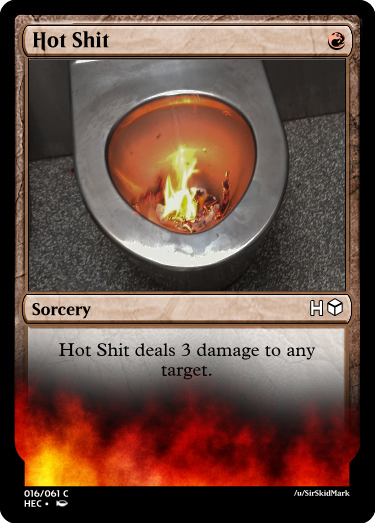 Hot Shit
Sorcery
H
Hot Shit deals 3 damage to any
target.
016/061 C
HEC •
/u/SirSkidMark